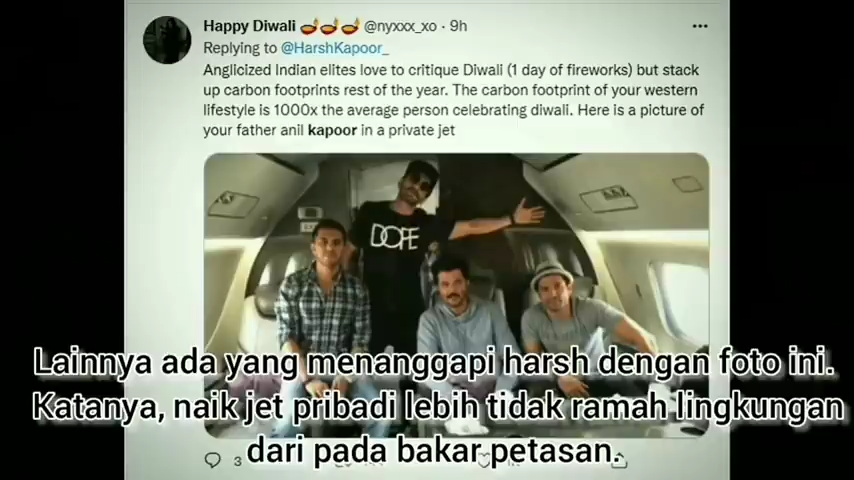 Happy Diwali 🪔🪔🪔 @nyxxx_xo · 9h
Replying to @HarshKapoor_
Anglicized Indian elites love to critique Diwali (1 day of fireworks) but stack
up carbon footprints rest of the year. The carbon footprint of your western
lifestyle is 1000x the average person celebrating diwali. Here is a picture of
your father anil kapoor in a private jet
DOPE
Lainnya ada yang menanggapi harsh dengan foto ini.
Katanya, naik jet pribadi lebih tidak ramah lingkungan
dari pada bakar petasan.
3